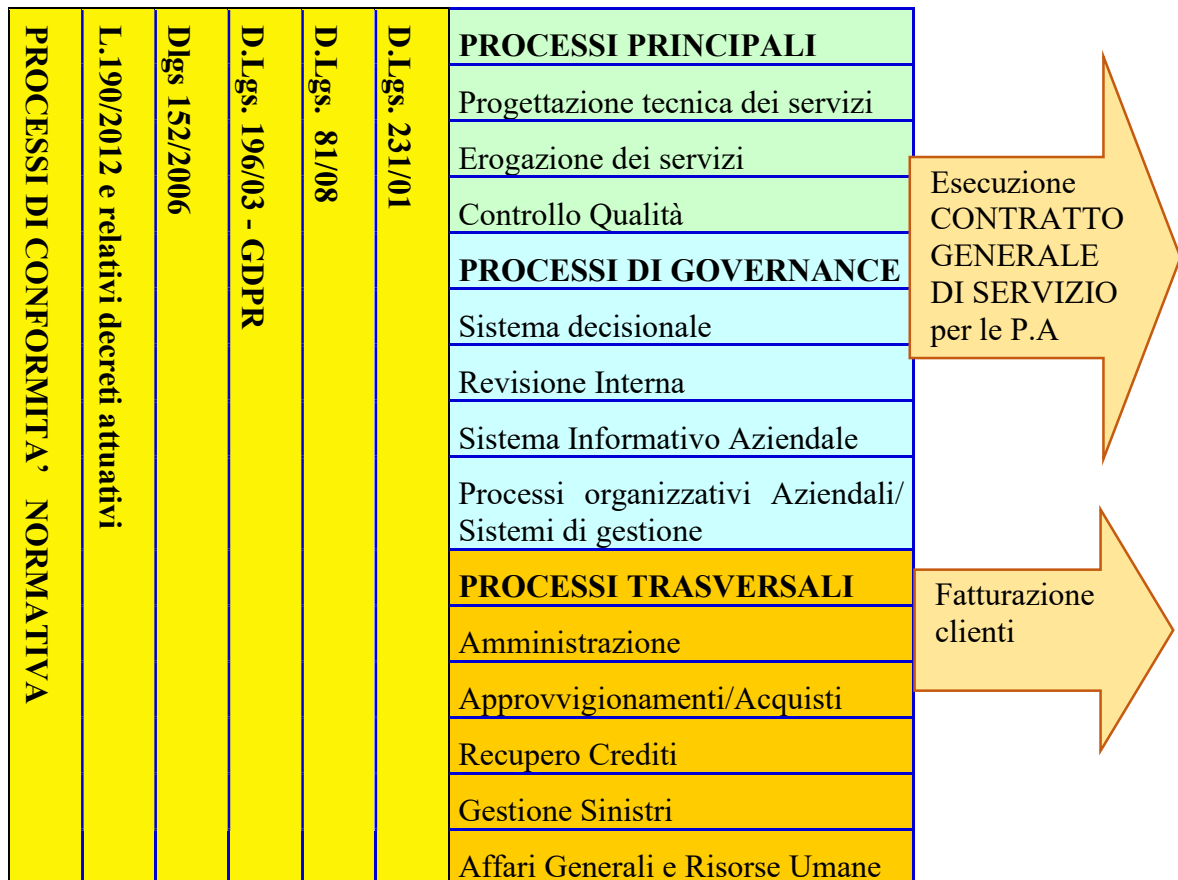 PROCESSI DI CONFORMITA’ NORMATIVA
L.190/2012 e relativi decreti attuativi
Dlgs 152/2006
D.Lgs. 196/03 - GDPR
D.Lgs. 81/08
D.Lgs. 231/01
PROCESSI PRINCIPALI
Progettazione tecnica dei servizi
Erogazione dei servizi
Controllo Qualità
PROCESSI DI GOVERNANCE
Sistema decisionale
Revisione Interna
Sistema Informativo Aziendale
Processi organizzativi Aziendali/
Sistemi di gestione
PROCESSI TRASVERSALI
Amministrazione
Approvvigionamenti/Acquisti
Recupero Crediti
Gestione Sinistri
Affari Generali e Risorse Umane
Esecuzione
CONTRATTO
GENERALE
DI SERVIZIO
per le P.A
Fatturazione
clienti